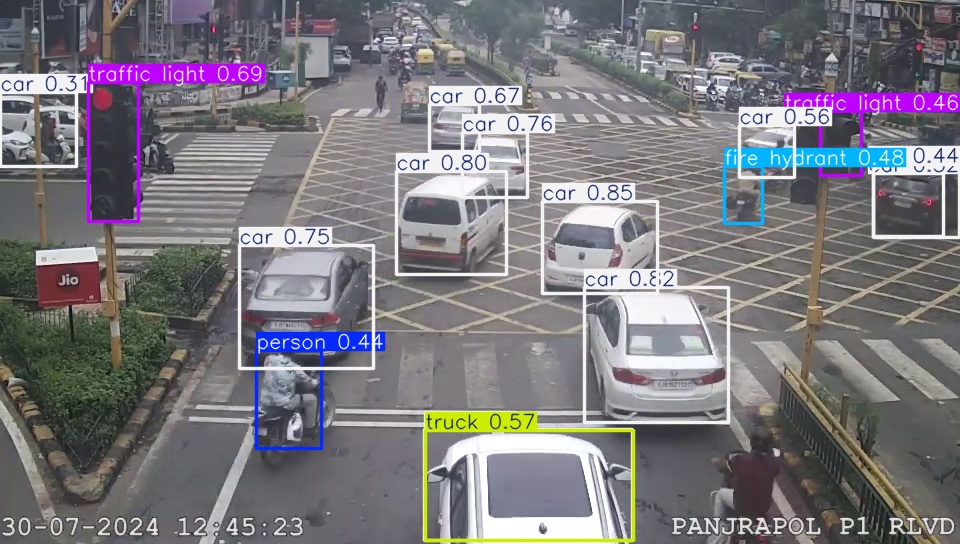 car 0.31
traffic light 0.69
car 0.67
car 0.76
car 0.80
car 0.85
car 0.56
traffic light 0.46
fire hydrant 0.48
0.44
car 0.75
car 0.82
Jio
person 0.44
truck 0.57
30-07-2024 12:45:23
PANJRAPOL P1 RLVD